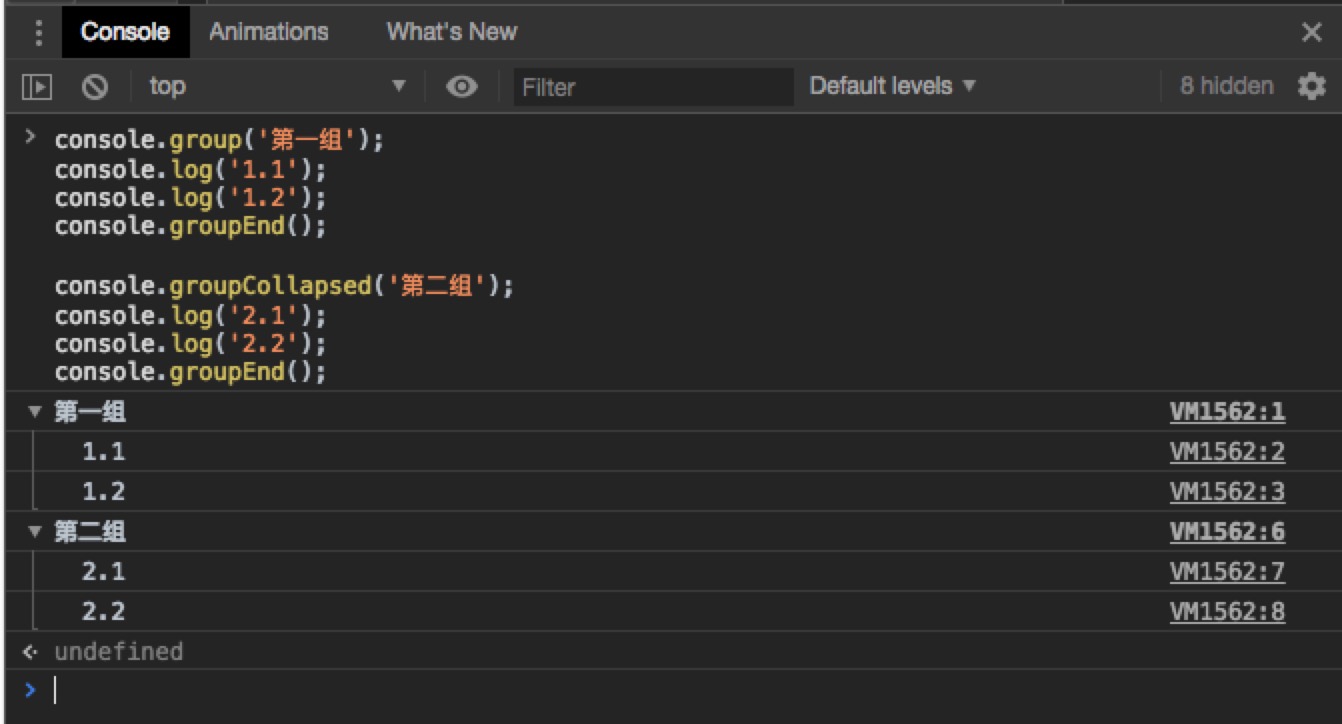 Console Animations What's New
top Filter Default levels 8 hidden
console.group('第一组');
console.log('1.1');
console.log('1.2');
console.groupEnd();
console.groupCollapsed('第二组');
console.log('2.1');
console.log('2.2');
console.groupEnd();
第一组 VM1562:1
1.1 VM1562:2
1.2 VM1562:3
第二组 VM1562:6
2.1 VM1562:7
2.2 VM1562:8
undefined